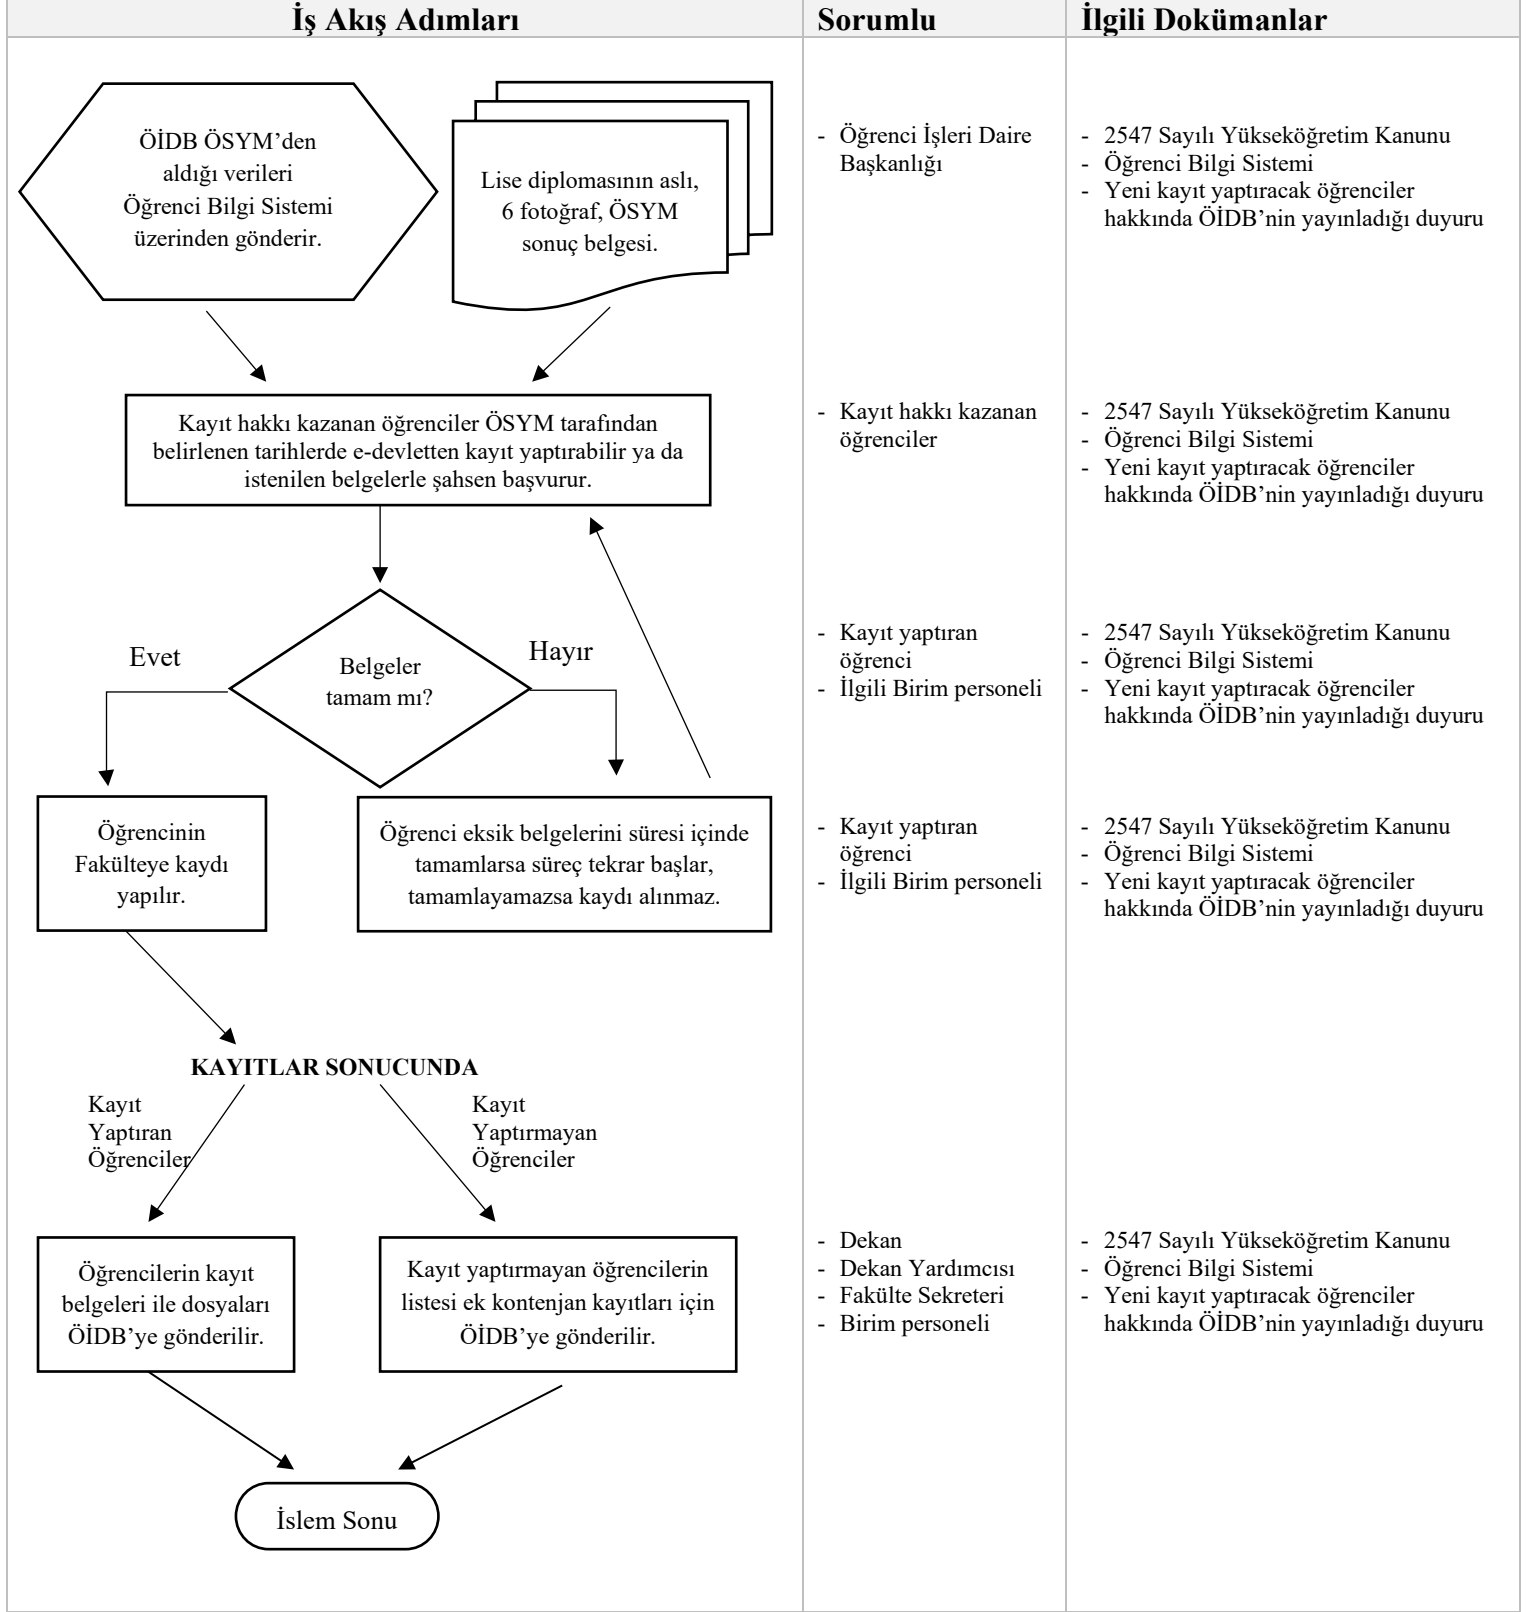 İş Akış Adımları
Sorumlu
İlgili Dokümanlar
ÖİDB ÖSYM’den
aldığı verileri
Öğrenci Bilgi Sistemi
üzerinden gönderir.
Lise diplomasının aslı,
6 fotoğraf, ÖSYM
sonuç belgesi.
- Öğrenci İşleri Daire
Başkanlığı
- 2547 Sayılı Yükseköğretim Kanunu
- Öğrenci Bilgi Sistemi
- Yeni kayıt yaptıracak öğrenciler
hakkında ÖİDB’nin yayınladığı duyuru
Kayıt hakkı kazanan öğrenciler ÖSYM tarafından
belirlenen tarihlerde e-devletten kayıt yaptırabilir ya da
istenilen belgelerle şahsen başvurur.
- Kayıt hakkı kazanan
öğrenciler
- 2547 Sayılı Yükseköğretim Kanunu
- Öğrenci Bilgi Sistemi
- Yeni kayıt yaptıracak öğrenciler
hakkında ÖİDB’nin yayınladığı duyuru
Evet
Belgeler
tamam mı?
Hayır
- Kayıt yaptıran
öğrenci
- İlgili Birim personeli
- 2547 Sayılı Yükseköğretim Kanunu
- Öğrenci Bilgi Sistemi
- Yeni kayıt yaptıracak öğrenciler
hakkında ÖİDB’nin yayınladığı duyuru
Öğrencinin
Fakülteye kaydı
yapılır.
Öğrenci eksik belgelerini süresi içinde
tamamlarsa süreç tekrar başlar,
tamamlayamazsa kaydı alınmaz.
- Kayıt yaptıran
öğrenci
- İlgili Birim personeli
- 2547 Sayılı Yükseköğretim Kanunu
- Öğrenci Bilgi Sistemi
- Yeni kayıt yaptıracak öğrenciler
hakkında ÖİDB’nin yayınladığı duyuru
KAYITLAR SONUCUNDA
Kayıt
Yaptıran
Öğrenciler
Kayıt
Yaptırmayan
Öğrenciler
Öğrencilerin kayıt
belgeleri ile dosyaları
ÖİDB’ye gönderilir.
Kayıt yaptırmayan öğrencilerin
listesi ek kontenjan kayıtları için
ÖİDB’ye gönderilir.
- Dekan
- Dekan Yardımcısı
- Fakülte Sekreteri
- Birim personeli
- 2547 Sayılı Yükseköğretim Kanunu
- Öğrenci Bilgi Sistemi
- Yeni kayıt yaptıracak öğrenciler
hakkında ÖİDB’nin yayınladığı duyuru
İslem Sonu